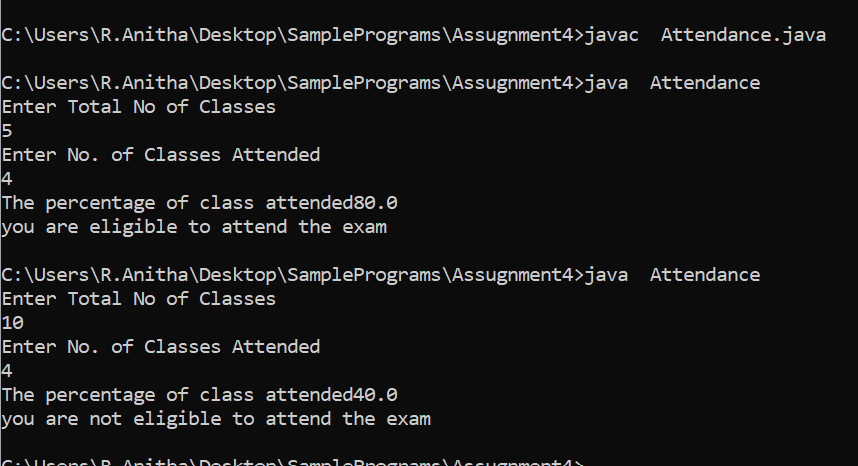 C:\Users\R.Anitha\Desktop\SamplePrograms\Assugnment4>javac  Attendance.java
C:\Users\R.Anitha\Desktop\SamplePrograms\Assugnment4>java  Attendance
Enter Total No of Classes
5
Enter No. of Classes Attended
4
The percentage of class attended80.0
you are eligible to attend the exam
C:\Users\R.Anitha\Desktop\SamplePrograms\Assugnment4>java  Attendance
Enter Total No of Classes
10
Enter No. of Classes Attended
4
The percentage of class attended40.0
you are not eligible to attend the exam
C:\Users\R.Anitha\Desktop\SamplePrograms\Assugnment4>